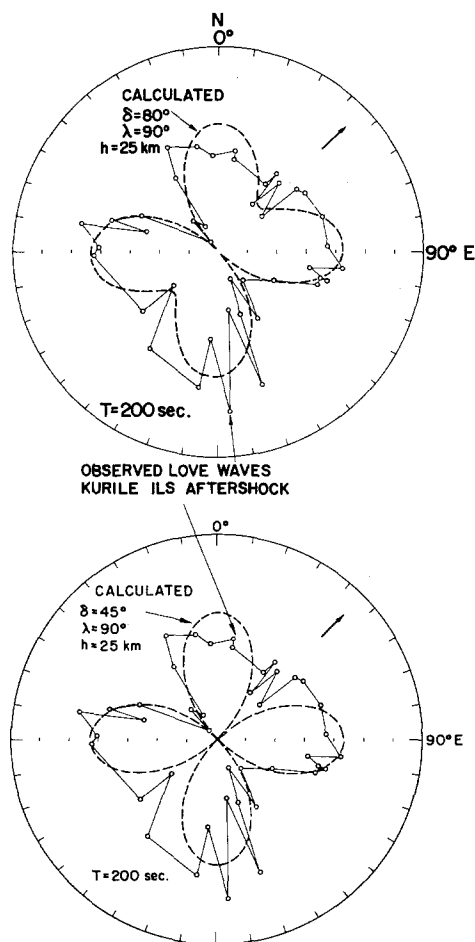 N
0°
CALCULATED
δ=80°
λ=90°
h=25 km
90° E
T=200 sec.
OBSERVED LOVE WAVES
KURILE ILS AFTERSHOCK
0°
CALCULATED
δ=45°
λ=90°
h=25 km
90°E
T=200 sec.